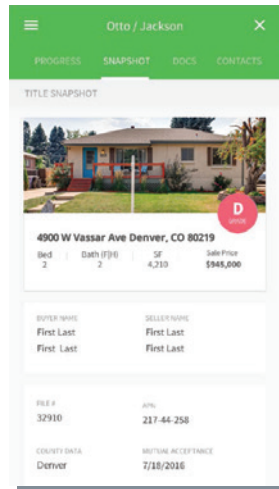 Otto / Jackson
PROGRESS SNAPSHOT DOCS CONTACTS
TITLE SNAPSHOT
D
GRADE
4900 W Vassar Ave Denver, CO 80219
Bed Bath (F|H) SF Sale Price
2 2 4,210 $945,000
BUYER NAME SELLER NAME
First Last First Last
First Last First Last
FILE # APN
32910 217-44-258
COUNTY DATA MUTUAL ACCEPTANCE
Denver 7/18/2016